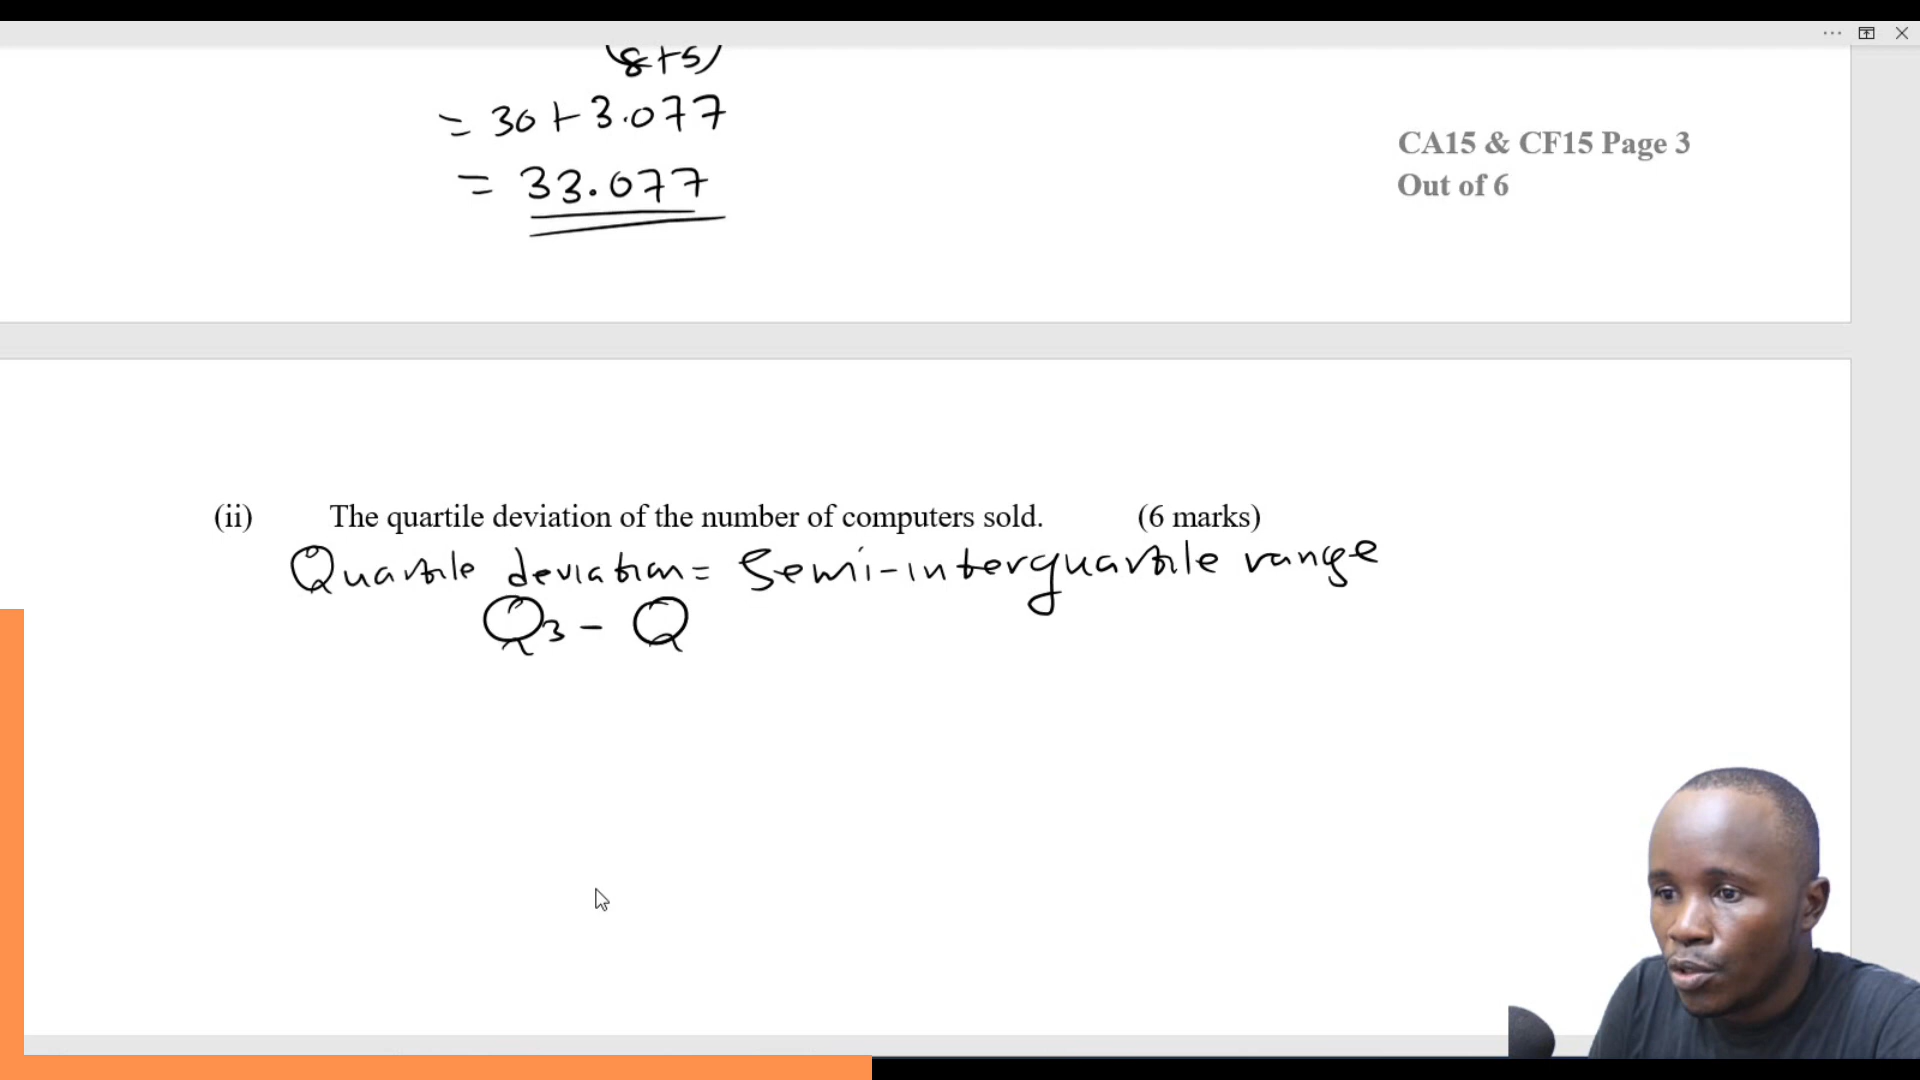 (8+5)
= 30 + 3.077
= 33.077
CA15 & CF15 Page 3
Out of 6
(ii) The quartile deviation of the number of computers sold. (6 marks)
Quartile deviation = Semi-interquartile range
Q3 - Q